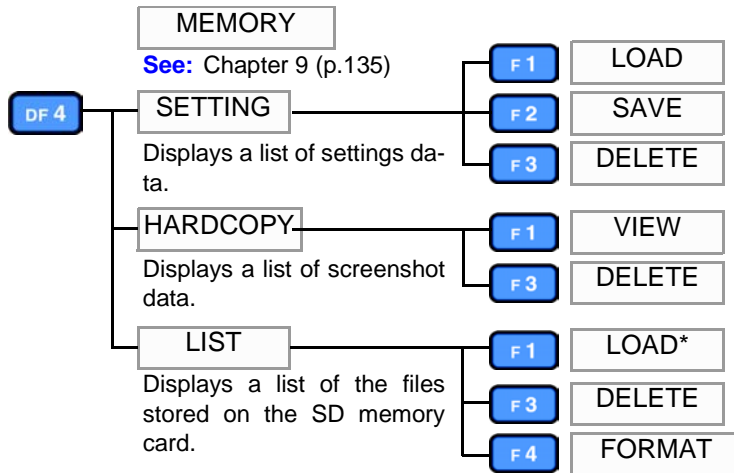 MEMORY
See: Chapter 9 (p.135)
DF 4
SETTING
F 1 LOAD
F 2 SAVE
F 3 DELETE
Displays a list of settings da-
ta.
HARDCOPY
F 1 VIEW
F 3 DELETE
Displays a list of screenshot
data.
LIST
F 1 LOAD*
F 3 DELETE
F 4 FORMAT
Displays a list of the files
stored on the SD memory
card.